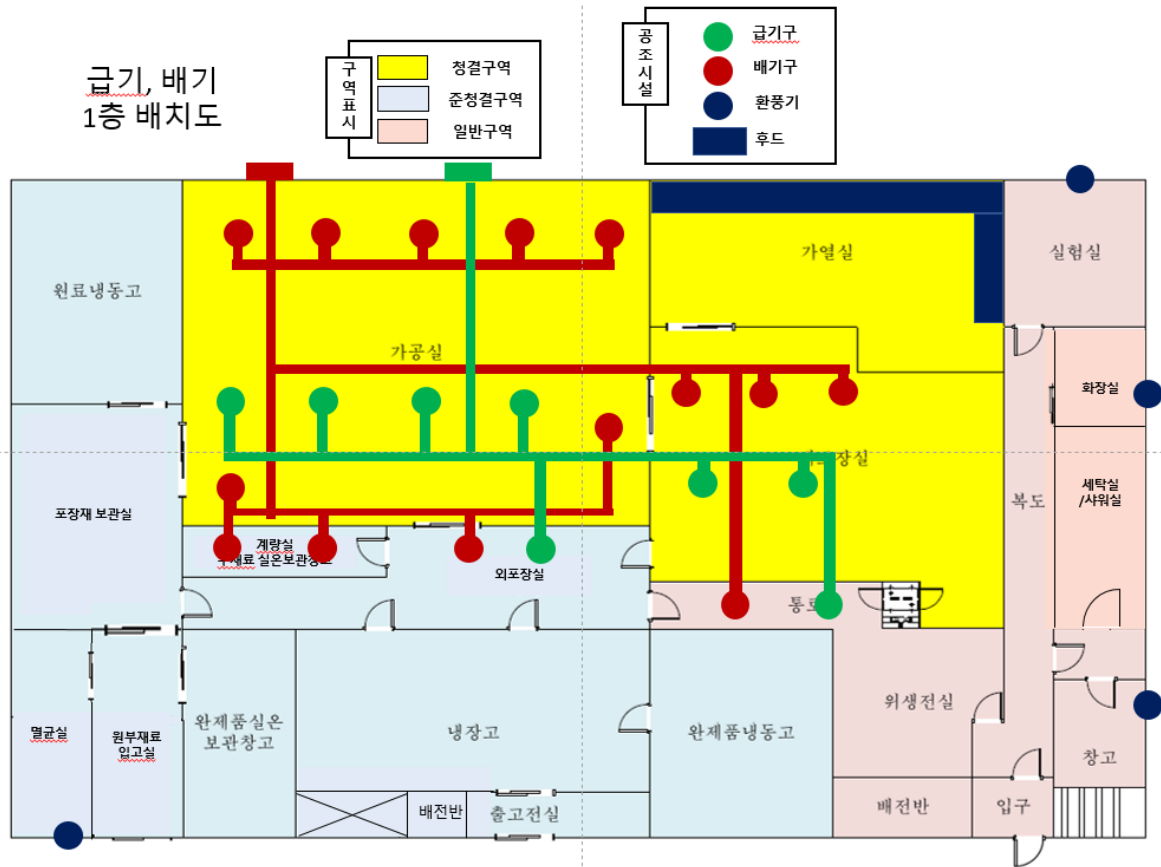 급기, 배기
1층 배치도
구역표시
청결구역
준청결구역
일반구역
공조시설
급기구
배기구
환풍기
후드
원료냉동고
가공실
가열실
실험실
화장실
세탁실
/샤워실
복도
포장재 보관실
계량실
외포장실
위생전실
멸균실
원부재료
입고실
완제품실온
보관창고
냉장고
완제품냉동고
창고
배전반
출고전실
배전반
입구